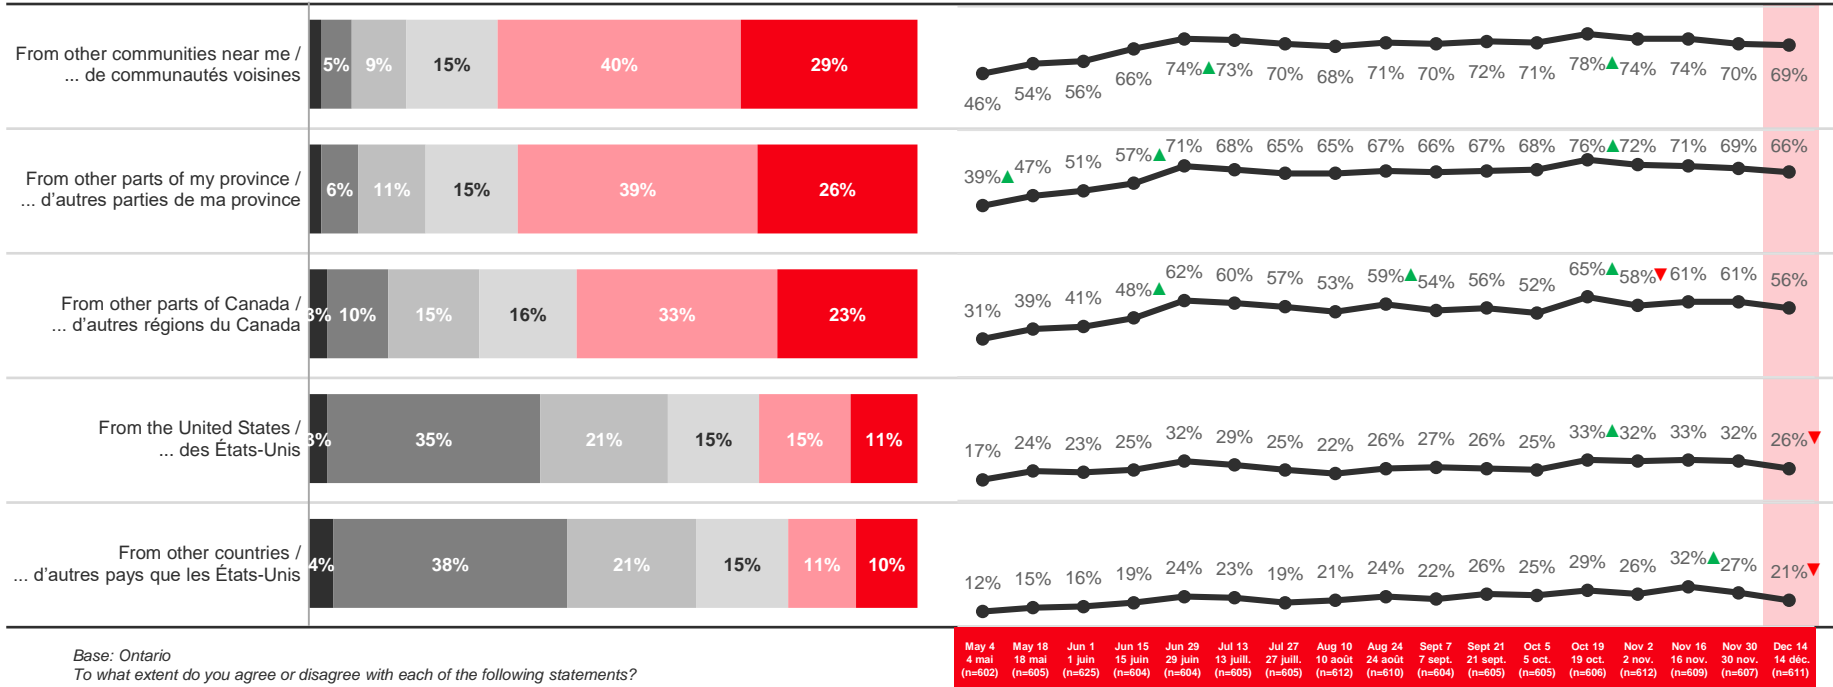 From other communities near me /
... de communautés voisines
5% 9% 15% 40% 29%
46% 54% 56% 66% 74% 73% 70% 68% 71% 70% 72% 71% 78% 74% 74% 70% 69%
From other parts of my province /
... d'autres parties de ma province
6% 11% 15% 39% 26%
39% 47% 51% 57% 71% 68% 65% 65% 67% 66% 67% 68% 76% 72% 71% 69% 66%
From other parts of Canada /
... d'autres régions du Canada
3% 10% 15% 16% 33% 23%
31% 39% 41% 48% 62% 60% 57% 53% 59% 54% 56% 52% 65% 58% 61% 61% 56%
From the United States /
... des États-Unis
3% 35% 21% 15% 15% 11%
17% 24% 23% 25% 32% 29% 25% 22% 26% 27% 26% 25% 33% 32% 33% 32% 26%
From other countries /
... d'autres pays que les États-Unis
4% 38% 21% 15% 11% 10%
12% 15% 16% 19% 24% 23% 19% 21% 24% 22% 26% 25% 29% 26% 32% 27% 21%
May 4 May 18 Jun 1 Jun 15 Jun 29 Jul 13 Jul 27 Aug 10 Aug 24 Sept 7 Sept 21 Oct 5 Oct 19 Nov 2 Nov 16 Nov 30 Dec 14
4 mai 18 mai 1 juin 15 juin 29 juin 13 juill. 27 juill. 10 août 24 août 7 sept. 21 sept. 5 oct. 19 oct. 2 nov. 16 nov. 30 nov. 14 déc.
(n=602) (n=605) (n=625) (n=604) (n=604) (n=605) (n=605) (n=612) (n=610) (n=604) (n=605) (n=605) (n=606) (n=612) (n=609) (n=607) (n=611)
Base: Ontario
To what extent do you agree or disagree with each of the following statements?